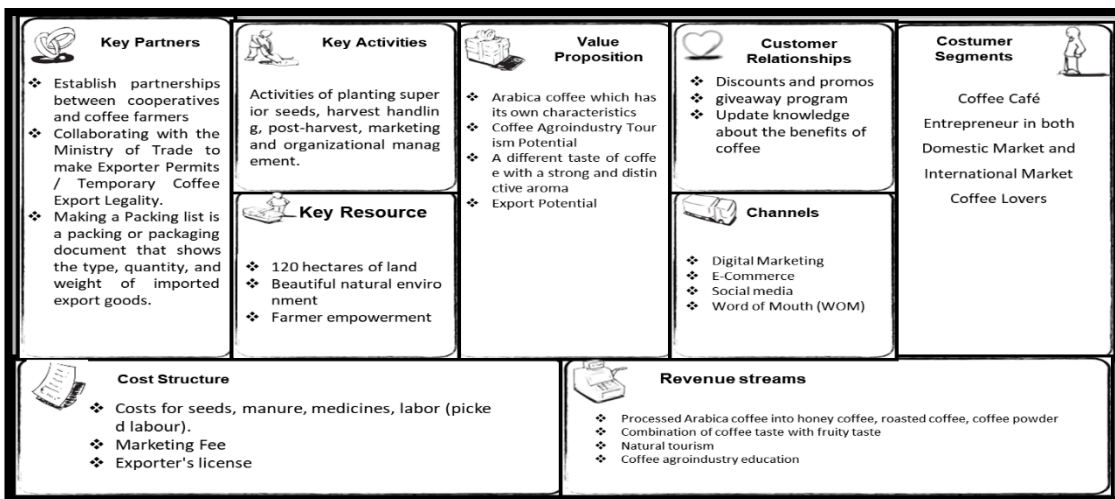 Key Partners
Establish partnerships
between cooperatives
and coffee farmers
Collaborating with the
Ministry of Trade to
make Exporter Permits
/ Temporary Coffee
Export Legality.
Making a Packing list is
a packing or packaging
document that shows
the type, quantity, and
weight of imported
export goods.
Key Activities
Activities of planting super
ior seeds, harvest handlin
g, post-harvest, marketing
and organizational manag
ement.
Key Resource
120 hectares of land
Beautiful natural enviro
nment
Farmer empowerment
Value
Proposition
Arabica coffee which has
its own characteristics
Coffee Agroindustry Tour
ism Potential
A different taste of coffe
e with a strong and distin
ctive aroma
Export Potential
Customer
Relationships
Discounts and promos
giveaway program
Update knowledge
about the benefits of
coffee
Channels
Digital Marketing
E-Commerce
Social media
Word of Mouth (WOM)
Costumer
Segments
Coffee Café
Entrepreneur in both
Domestic Market and
International Market
Coffee Lovers
Cost Structure
Costs for seeds, manure, medicines, labor (picke
d labour).
Marketing Fee
Exporter's license
Revenue streams
Processed Arabica coffee into honey coffee, roasted coffee, coffee powder
Combination of coffee taste with fruity taste
Natural tourism
Coffee agroindustry education